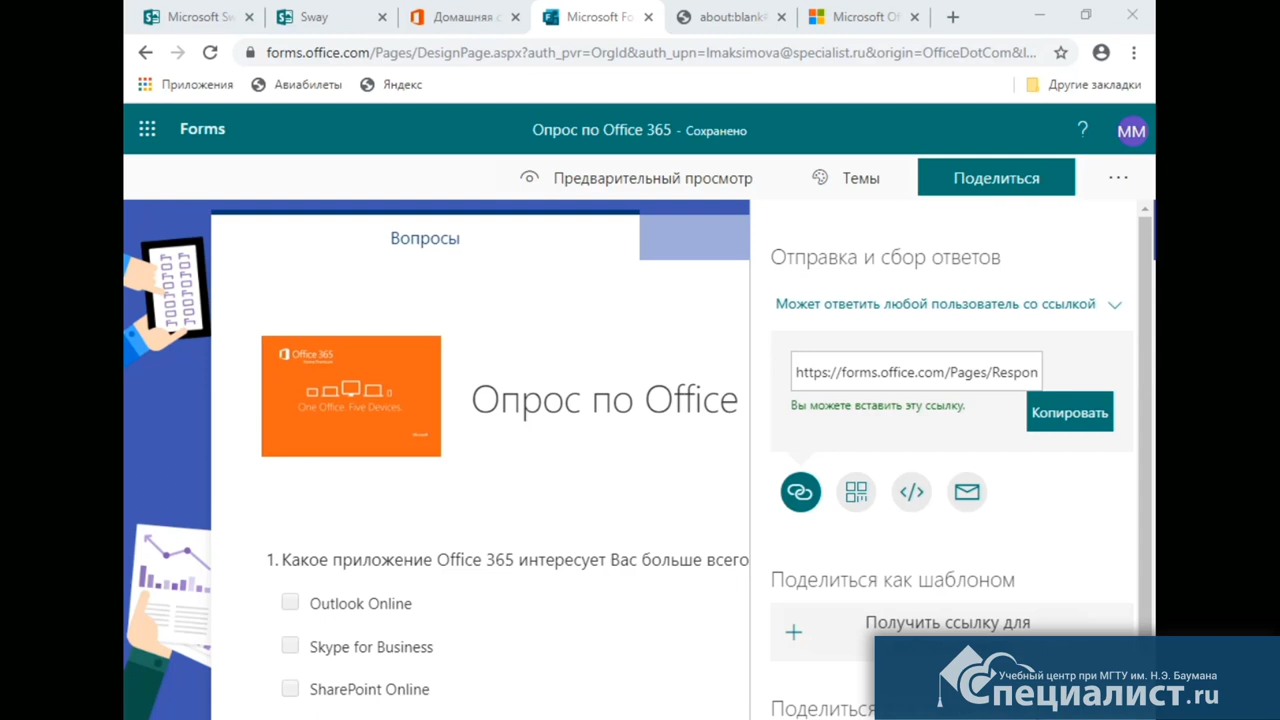 Microsoft Sw
Sway
Домашняя с
Microsoft Fo
about:blank
Microsoft O
forms.office.com/Pages/DesignPage.aspx?auth_pvr=OrgId&auth_upn=lmaksimova@specialist.ru&origin=OfficeDotCom&l...
Приложения
Авиабилеты
Яндекс
Другие закладки
Forms
Опрос по Office 365 - Сохранено
?
MM
Предварительный просмотр
Темы
Поделиться
...
Вопросы
Отправка и сбор ответов
Может ответить любой пользователь со ссылкой
https://forms.office.com/Pages/Respon
Вы можете вставить эту ссылку.
Копировать
Office 365
One Office. Five Devices.
Microsoft
Опрос по Office
1. Какое приложение Office 365 интересует Вас больше всего
Outlook Online
Skype for Business
SharePoint Online
Поделиться как шаблоном
Получить ссылку для
Поделиться
Учебный центр при МГТУ им. Н.Э. Баумана
Специалист.ru